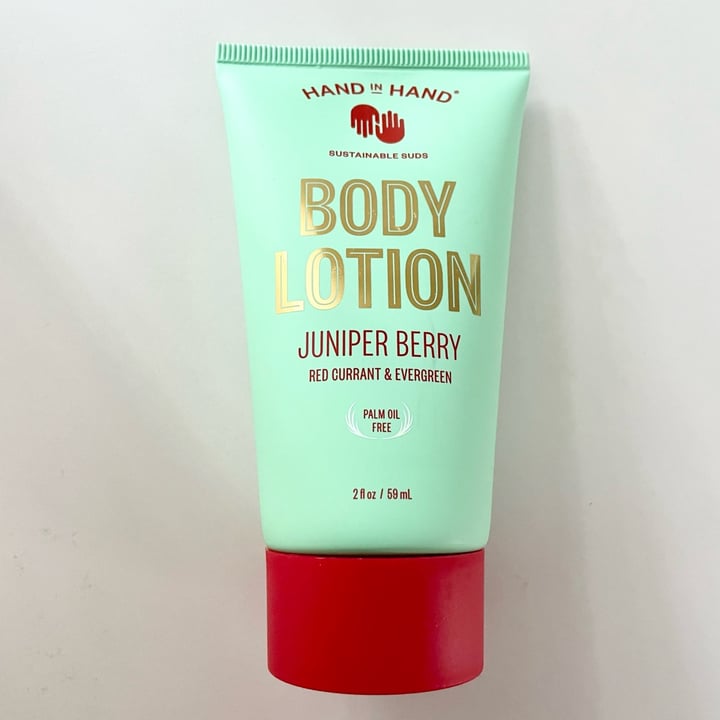 HAND IN HAND®
SUSTAINABLE SUDS
BODY
LOTION
JUNIPER BERRY
RED CURRANT & EVERGREEN
PALM OIL
FREE
2 fl oz / 59 mL